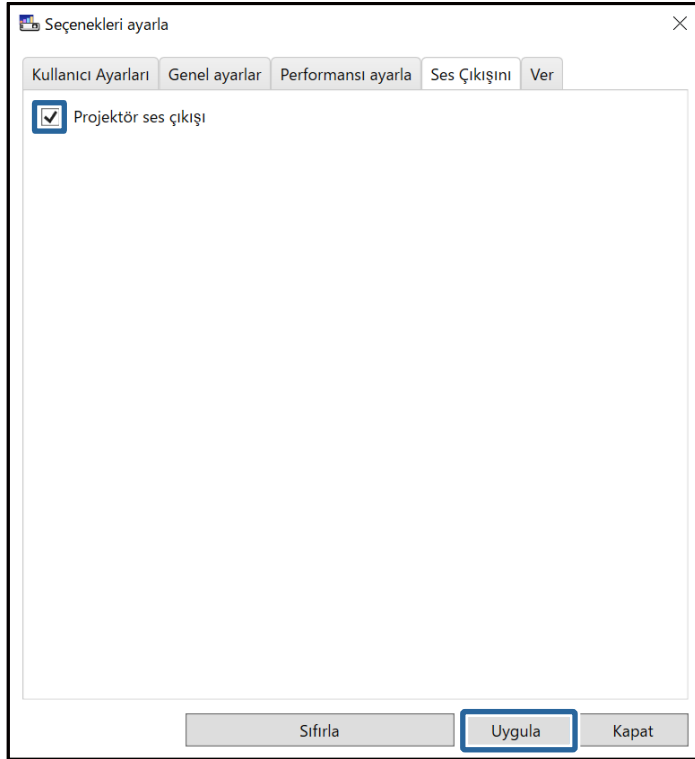 Seçenekleri ayarla
Kullanıcı Ayarları Genel ayarlar Performansı ayarla Ses Çıkışını Ver
Projektör ses çıkışı
Sıfırla Uygula Kapat